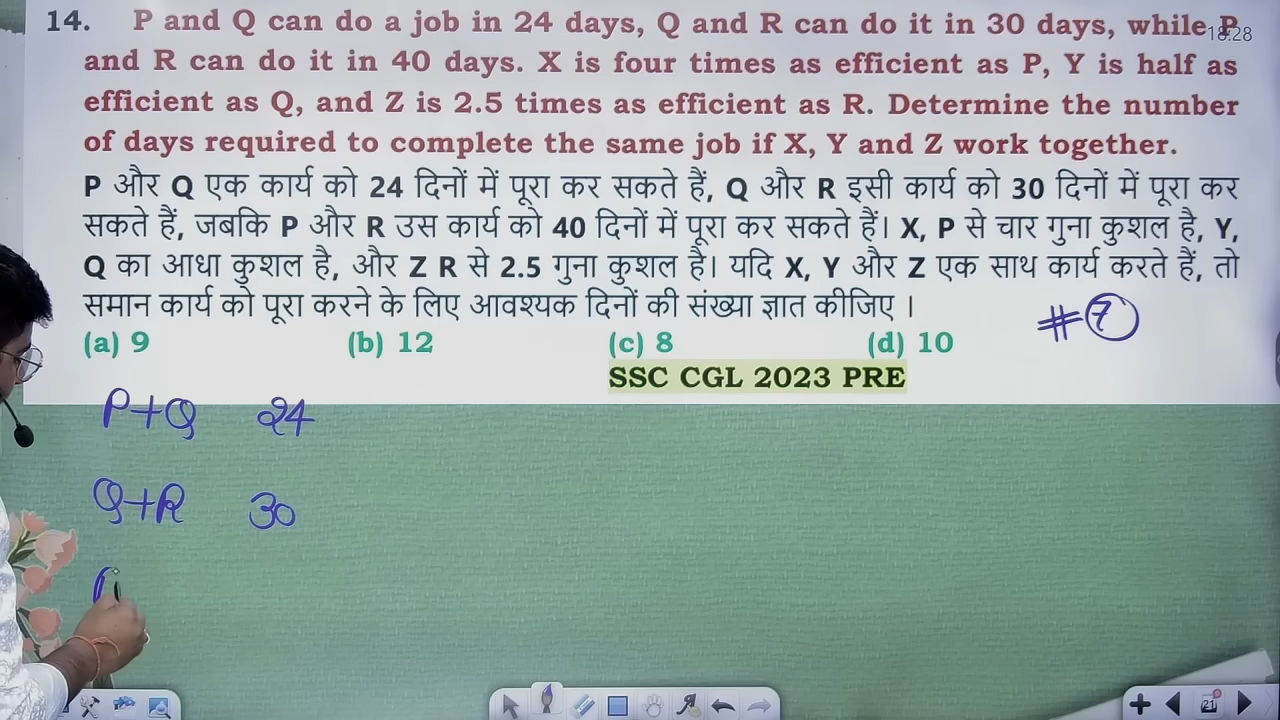 14. P and Q can do a job in 24 days, Q and R can do it in 30 days, while P
18:28
and R can do it in 40 days. X is four times as efficient as P, Y is half as
efficient as Q, and Z is 2.5 times as efficient as R. Determine the number
of days required to complete the same job if X, Y and Z work together.
P और Q एक कार्य को 24 दिनों में पूरा कर सकते हैं, Q और R इसी कार्य को 30 दिनों में पूरा कर
सकते हैं, जबकि P और R उस कार्य को 40 दिनों में पूरा कर सकते हैं। X, P से चार गुना कुशल है, Y,
Q का आधा कुशल है, और Z R से 2.5 गुना कुशल है। यदि X, Y और Z एक साथ कार्य करते हैं, तो
समान कार्य को पूरा करने के लिए आवश्यक दिनों की संख्या ज्ञात कीजिए ।
#7
(a) 9 (b) 12 (c) 8 (d) 10
SSC CGL 2023 PRE
P+Q 24
Q+R 30
21